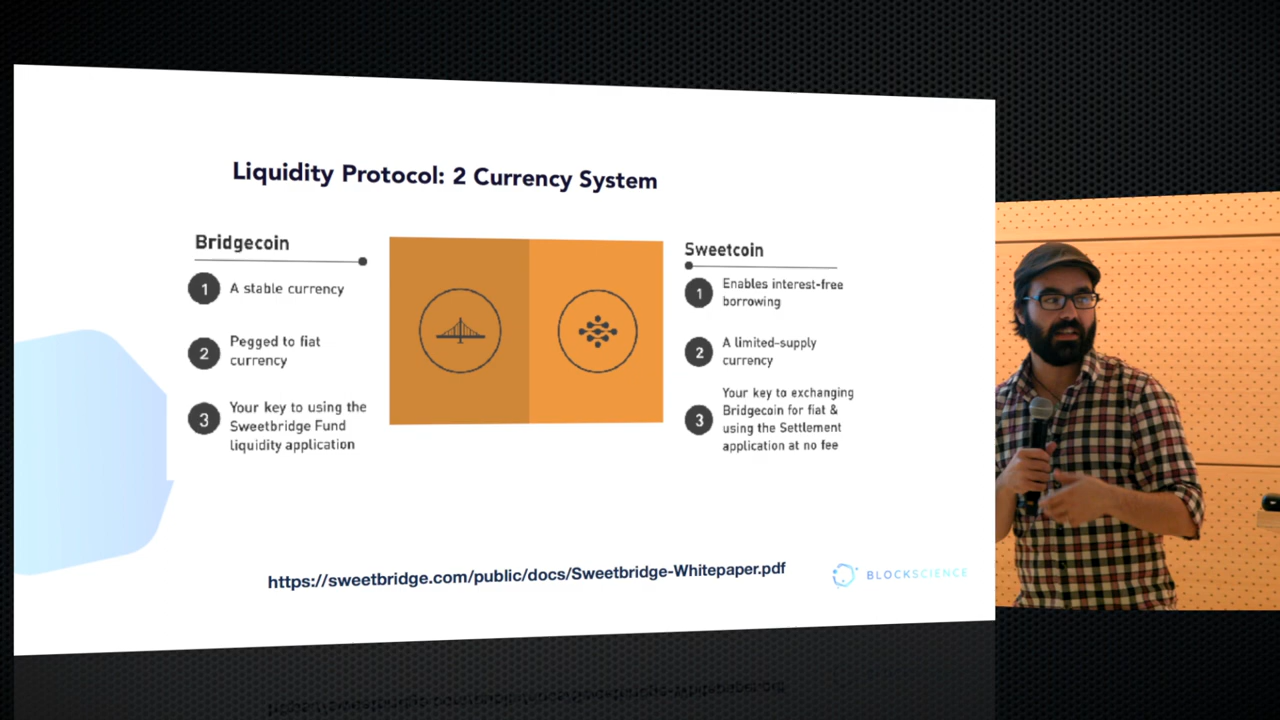 Liquidity Protocol: 2 Currency System
Bridgecoin
1 A stable currency
2 Pegged to fiat
currency
3 Your key to using the
Sweetbridge Fund
liquidity application
Sweetcoin
1 Enables interest-free
borrowing
2 A limited-supply
currency
3 Your key to exchanging
Bridgecoin for fiat &
using the Settlement
application at no fee
https://sweetbridge.com/public/docs/Sweetbridge-Whitepaper.pdf
BLOCKSCIENCE